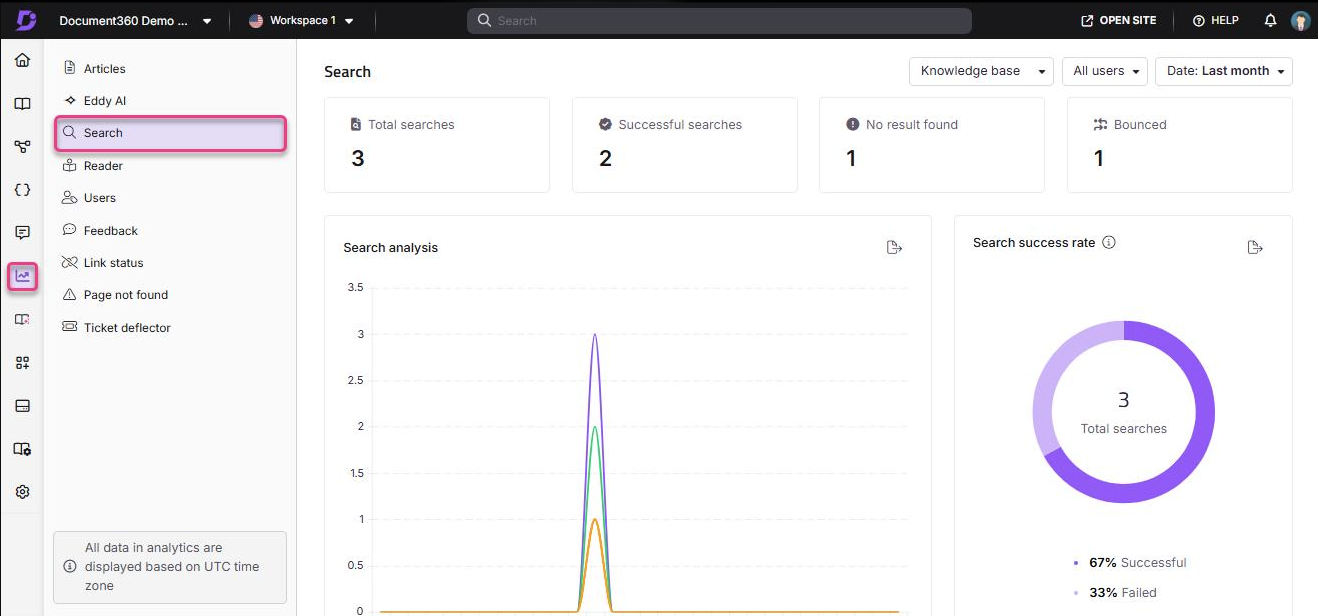 Document360 Demo ...
Workspace 1
Search
OPEN SITE
HELP
Articles
Eddy AI
Search
Reader
Users
Feedback
Link status
Page not found
Ticket deflector
All data in analytics are
displayed based on UTC time
zone
Search
Knowledge base
All users
Date: Last month
Total searches
3
Successful searches
2
No result found
1
Bounced
1
Search analysis
3.5
3
2.5
2
1.5
1
0.5
0
Search success rate
3
Total searches
67% Successful
33% Failed